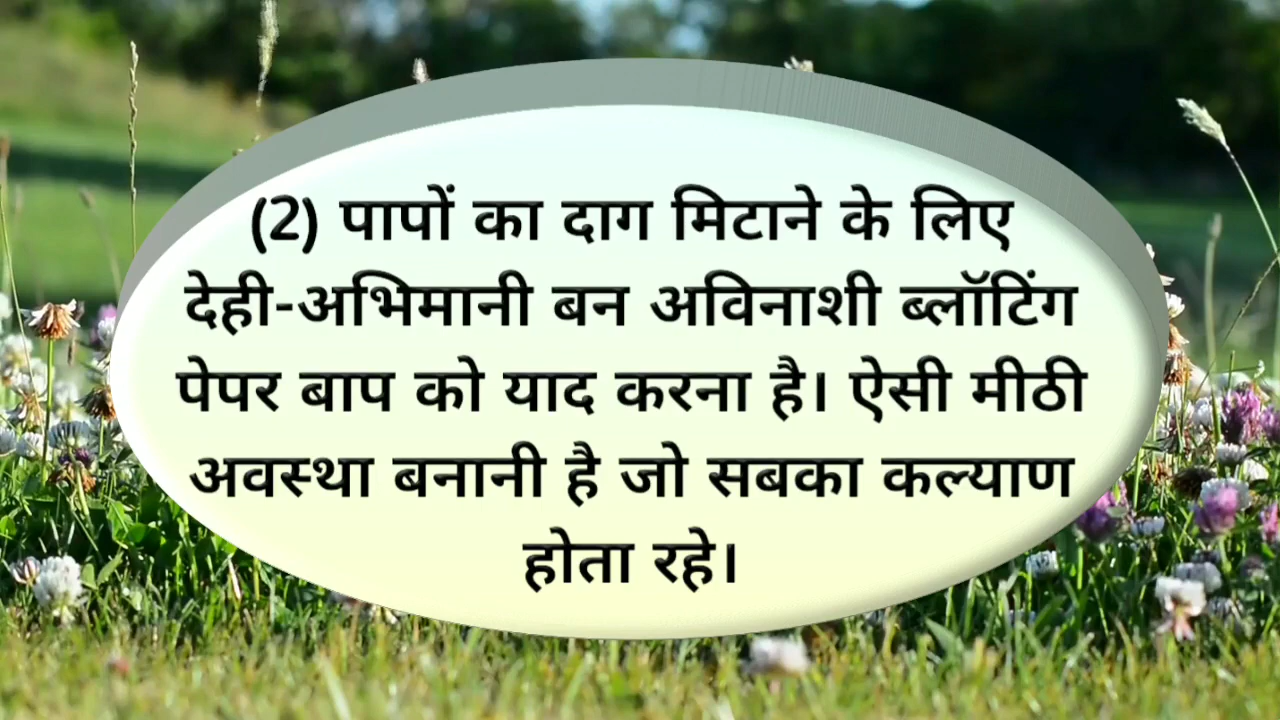 (2) पापों का दाग मिटाने के लिए
देही-अभिमानी बन अविनाशी ब्लॉटिंग
पेपर बाप को याद करना है। ऐसी मीठी
अवस्था बनानी है जो सबका कल्याण
होता रहे।